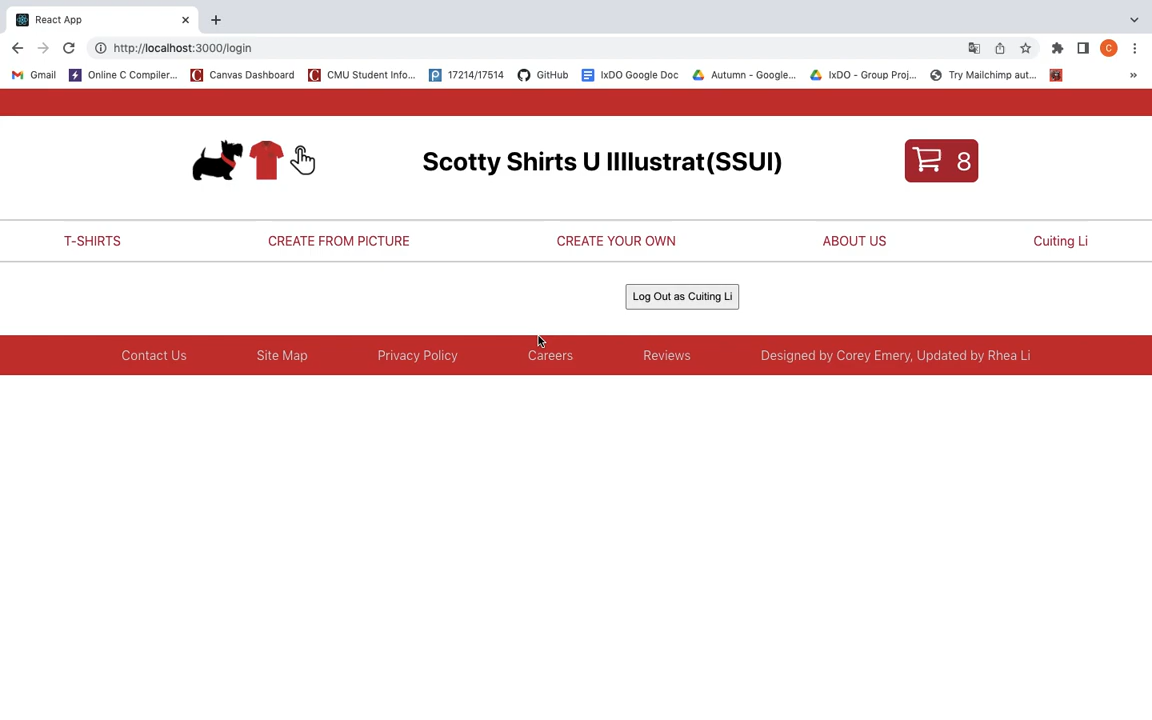 React App
http://localhost:3000/login
C
Gmail Online C Compiler... Canvas Dashboard CMU Student Info... 17214/17514 GitHub IxDO Google Doc Autumn - Google... IxDO - Group Proj... Try Mailchimp aut... »
Scotty Shirts U IIllustrat(SSUI)
8
T-SHIRTS CREATE FROM PICTURE CREATE YOUR OWN ABOUT US Cuiting Li
Log Out as Cuiting Li
Contact Us Site Map Privacy Policy Careers Reviews Designed by Corey Emery, Updated by Rhea Li